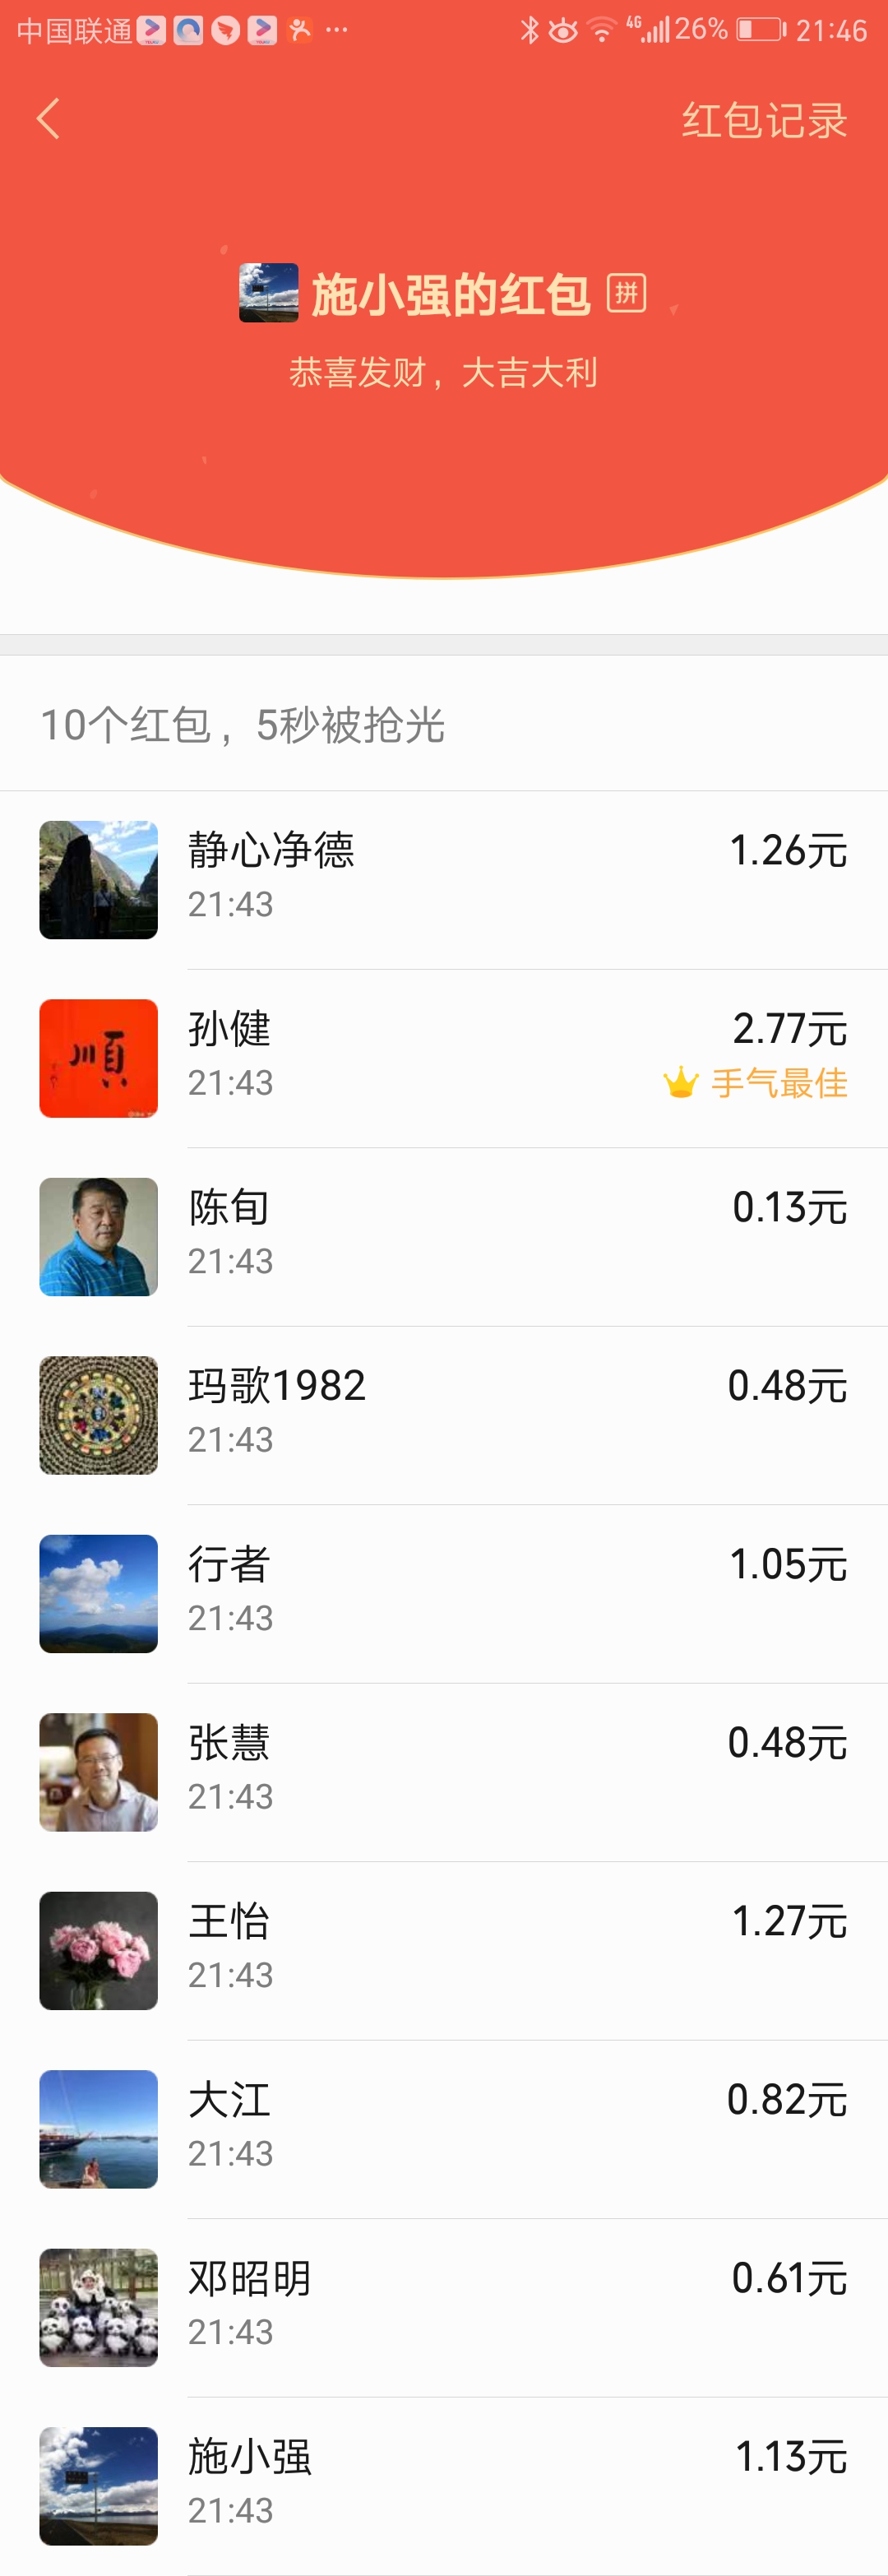 中国联通 ··· 4G 26% 21:46
红包记录
施小强的红包 拼
恭喜发财，大吉大利
10个红包，5秒被抢光
静心净德 1.26元
21:43
順
孙健 2.77元
21:43 手气最佳
陈旬 0.13元
21:43
玛歌1982 0.48元
21:43
行者 1.05元
21:43
张慧 0.48元
21:43
王怡 1.27元
21:43
大江 0.82元
21:43
邓昭明 0.61元
21:43
施小强 1.13元
21:43